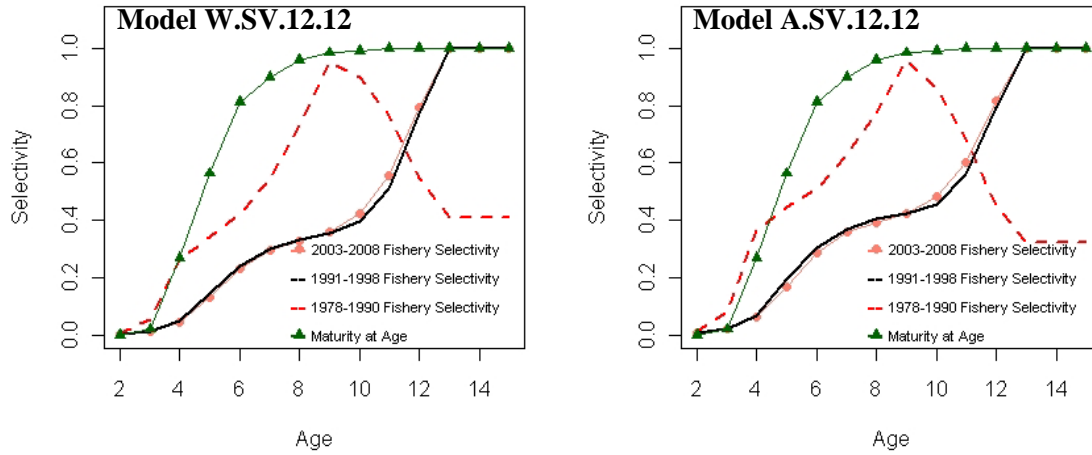 Model W.SV.12.12
1.0
0.8
0.6
0.4
0.2
0.0
Selectivity
2003-2008 Fishery Selectivity
1991-1998 Fishery Selectivity
1978-1990 Fishery Selectivity
Maturity at Age
2 4 6 8 10 12 14
Age
Model A.SV.12.12
1.0
0.8
0.6
0.4
0.2
0.0
Selectivity
2003-2008 Fishery Selectivity
1991-1998 Fishery Selectivity
1978-1990 Fishery Selectivity
Maturity at Age
2 4 6 8 10 12 14
Age